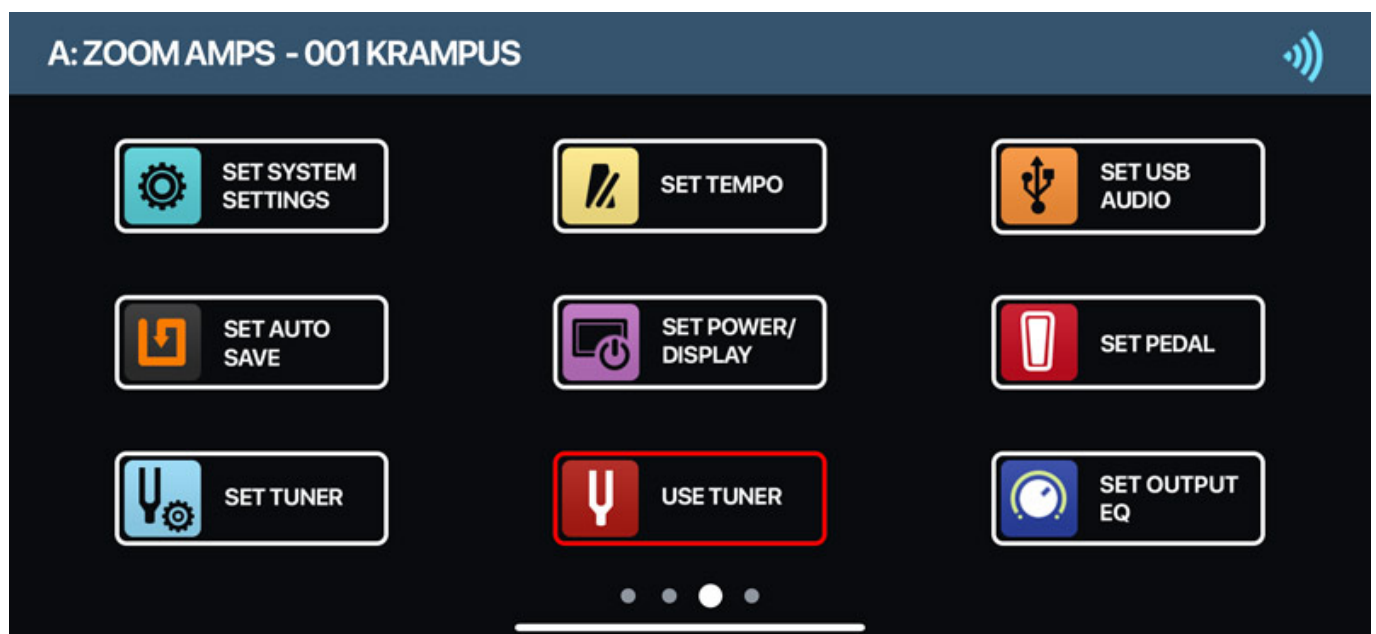 A: ZOOM AMPS - 001 KRAMPUS
SET SYSTEM
SETTINGS
SET TEMPO
SET USB
AUDIO
SET AUTO
SAVE
SET POWER/
DISPLAY
SET PEDAL
SET TUNER
USE TUNER
SET OUTPUT
EQ